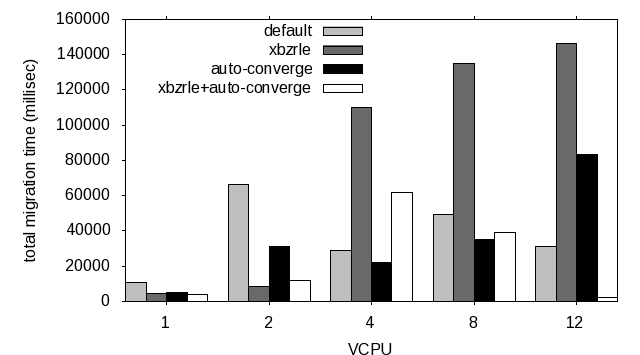 160000
140000
120000
100000
80000
60000
40000
20000
0
total migration time (millisec)
default
xbzrle
auto-converge
xbzrle+auto-converge
1 2 4 8 12
VCPU